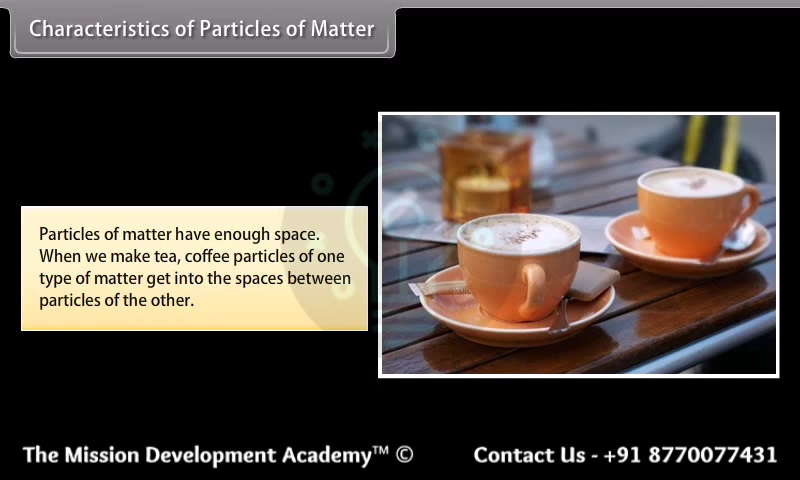 Characteristics of Particles of Matter
Particles of matter have enough space.
When we make tea, coffee particles of one
type of matter get into the spaces between
particles of the other.
The Mission Development Academy™ ©
Contact Us - +91 8770077431